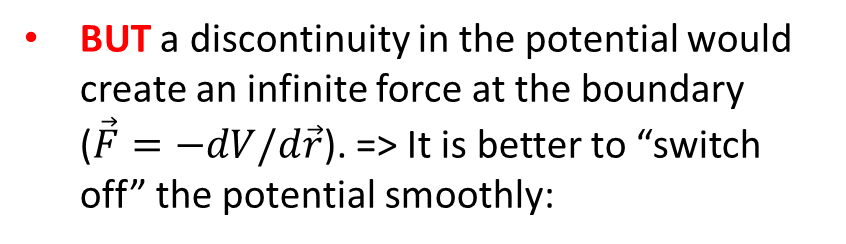 • BUT a discontinuity in the potential would
create an infinite force at the boundary
(F⃗ = −dV/dr⃗). => It is better to “switch
off” the potential smoothly: